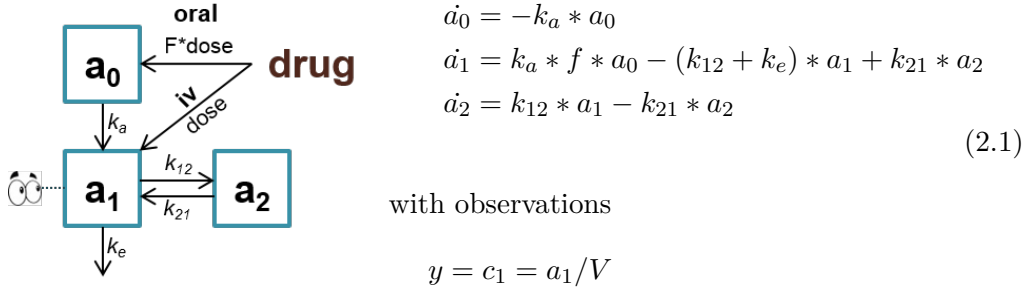 oral
F*dose
drug
a₀
iv
dose
kₐ
a₁
k₁₂
a₂
k₂₁
kₑ
ȧ₀ = −kₐ ∗ a₀
ȧ₁ = kₐ ∗ f ∗ a₀ − (k₁₂ + kₑ) ∗ a₁ + k₂₁ ∗ a₂
ȧ₂ = k₁₂ ∗ a₁ − k₂₁ ∗ a₂
(2.1)
with observations
y = c₁ = a₁/V